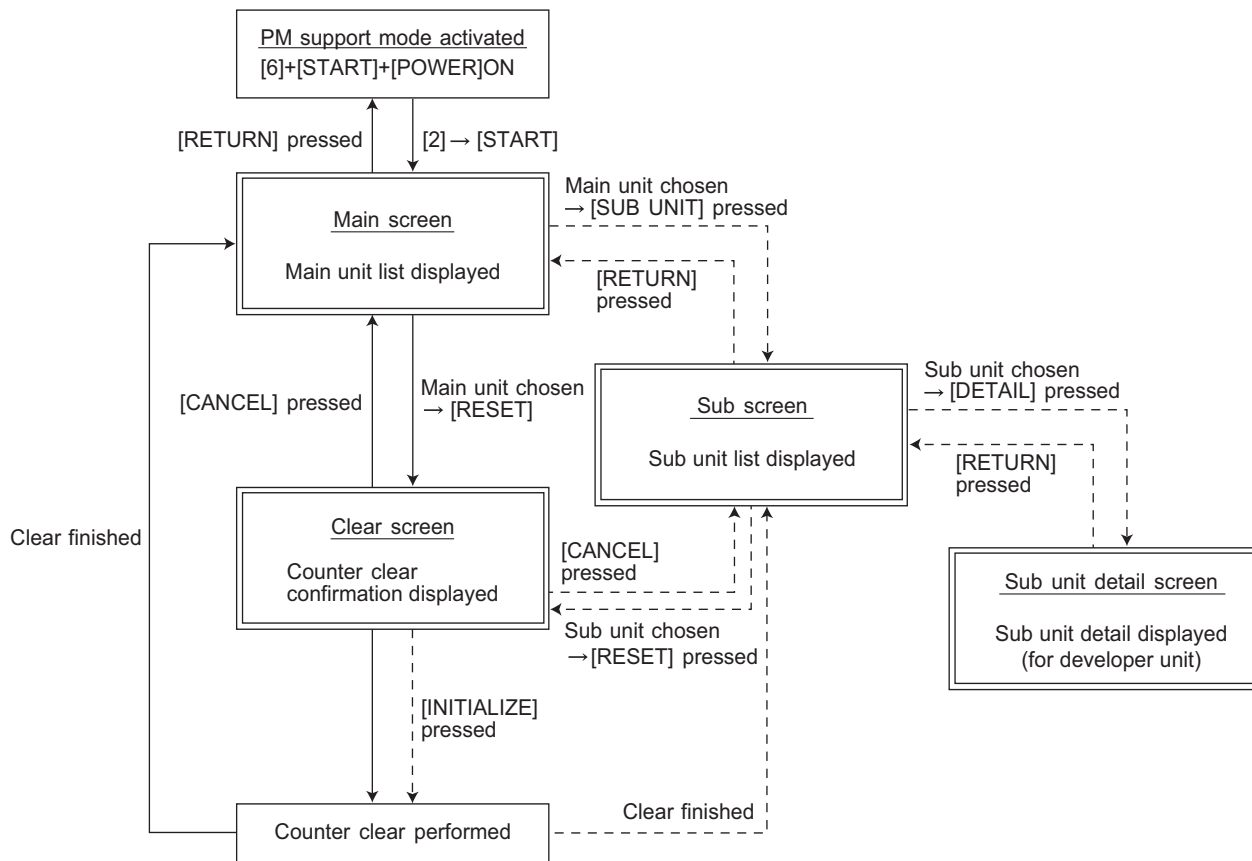 PM support mode activated
[6]+[START]+[POWER]ON
[RETURN] pressed
[2]→[START]
Main screen
Main unit list displayed
Main unit chosen
→[SUB UNIT] pressed
[RETURN]
pressed
[CANCEL] pressed
Main unit chosen
→[RESET]
Sub screen
Sub unit list displayed
Sub unit chosen
→[DETAIL] pressed
[RETURN]
pressed
Clear finished
Clear screen
Counter clear
confirmation displayed
[CANCEL]
pressed
Sub unit chosen
→[RESET] pressed
Sub unit detail screen
Sub unit detail displayed
(for developer unit)
[INITIALIZE]
pressed
Counter clear performed
Clear finished